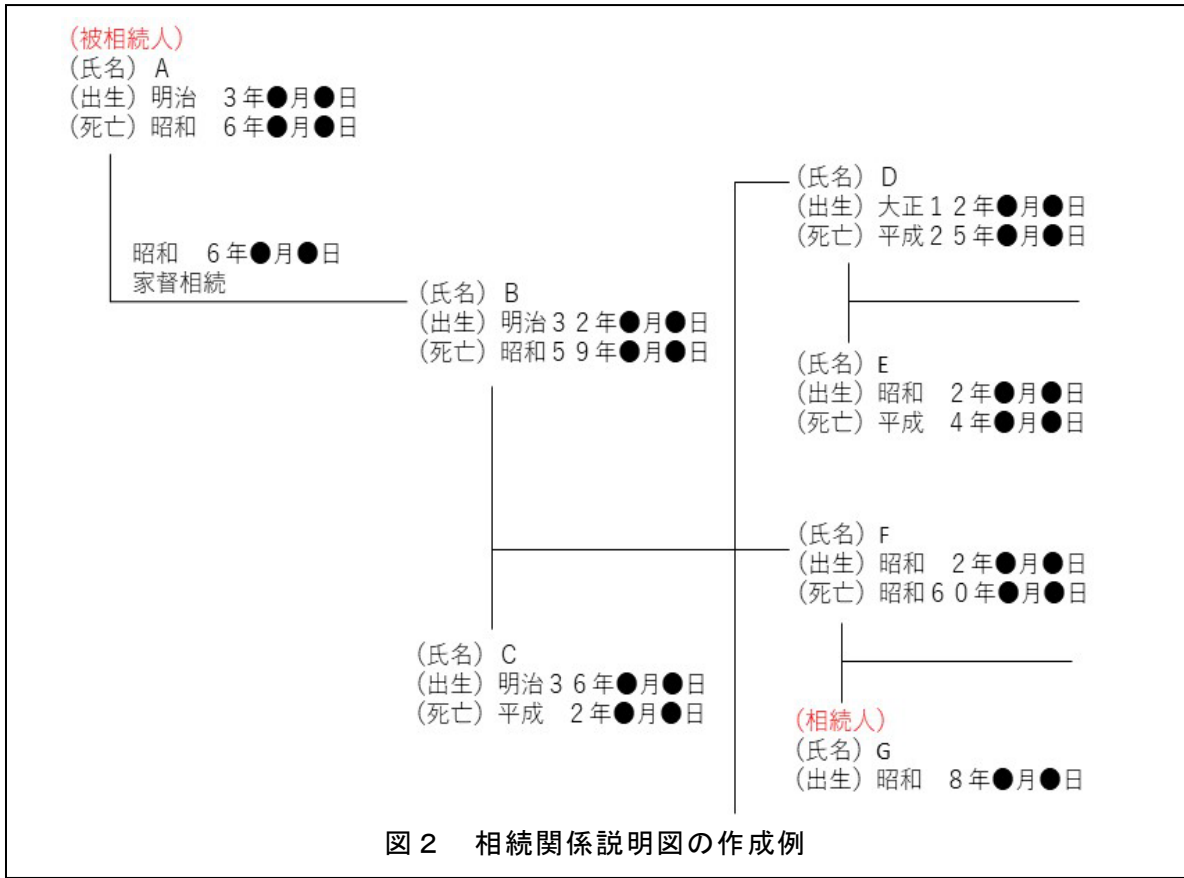 (被相続人)
(氏名) A
(出生) 明治　３年●月●日
(死亡) 昭和　６年●月●日
昭和　６年●月●日
家督相続
(氏名) B
(出生) 明治３２年●月●日
(死亡) 昭和５９年●月●日
(氏名) C
(出生) 明治３６年●月●日
(死亡) 平成　２年●月●日
(氏名) D
(出生) 大正１２年●月●日
(死亡) 平成２５年●月●日
(氏名) E
(出生) 昭和　２年●月●日
(死亡) 平成　４年●月●日
(氏名) F
(出生) 昭和　２年●月●日
(死亡) 昭和６０年●月●日
(相続人)
(氏名) G
(出生) 昭和　８年●月●日
図２　相続関係説明図の作成例